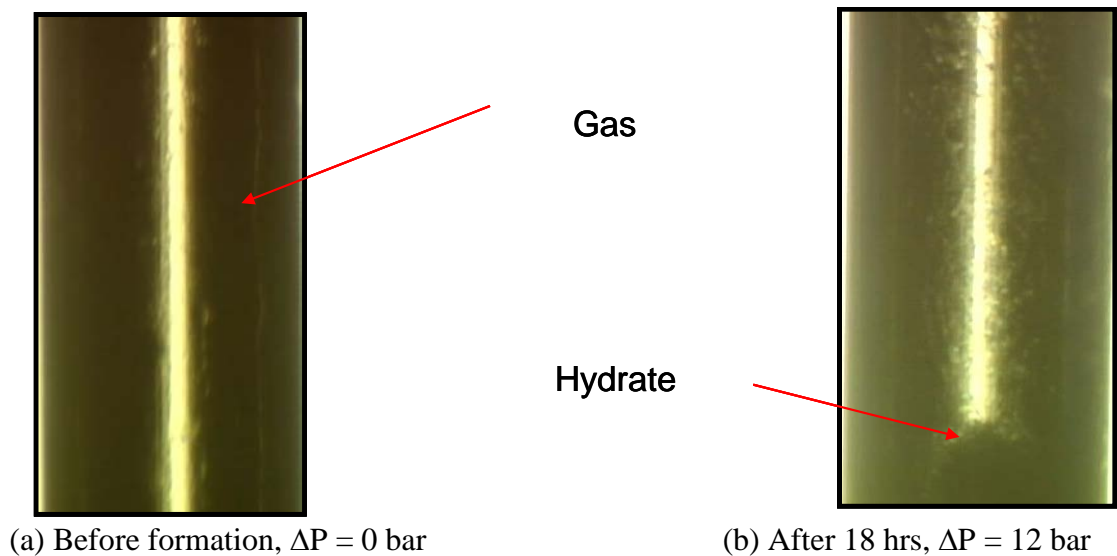 Gas
Hydrate
(a) Before formation, ΔP = 0 bar
(b) After 18 hrs, ΔP = 12 bar